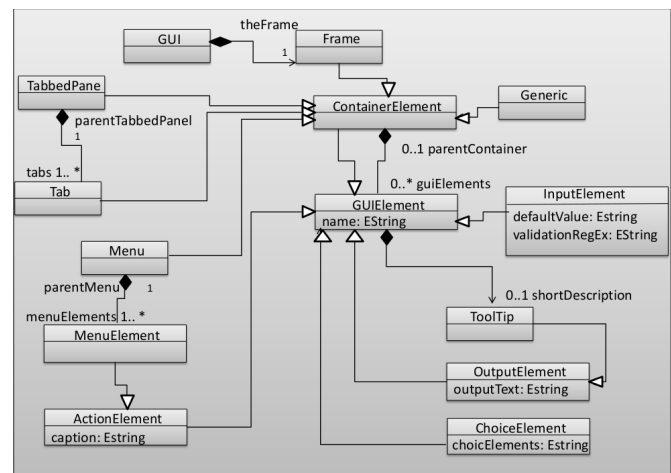 theFrame
GUI
1
Frame
TabbedPane
ContainerElement
Generic
parentTabbedPanel
1
0..1 parentContainer
tabs 1.. *
Tab
0..* guiElements
GUIElement
name: EString
InputElement
defaultValue: Estring
validationRegEx: EString
Menu
parentMenu
1
0..1 shortDescription
menuElements 1.. *
ToolTip
MenuElement
OutputElement
outputText: Estring
ActionElement
caption: Estring
ChoiceElement
choicElements: Estring